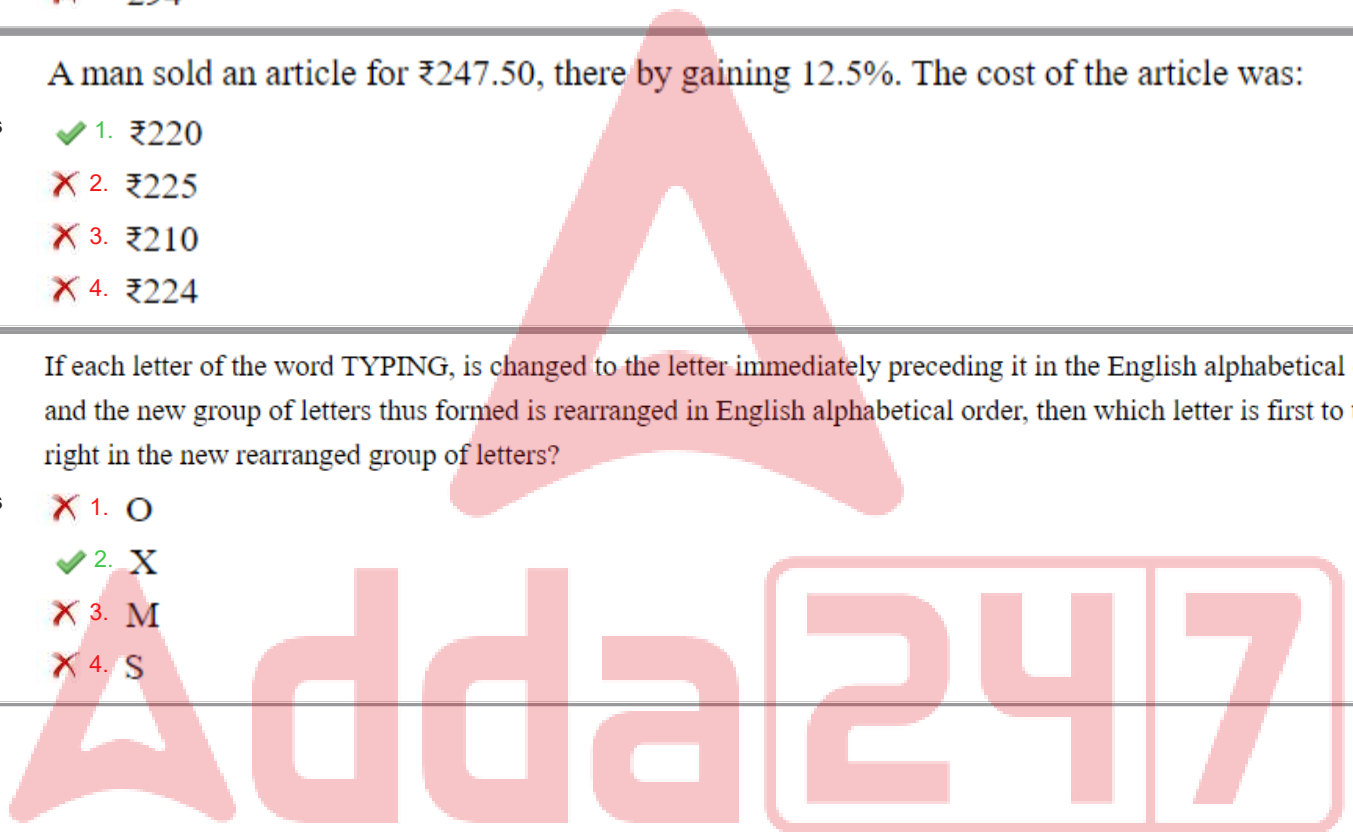 A man sold an article for ₹247.50, there by gaining 12.5%. The cost of the article was:
1. ₹220
2. ₹225
3. ₹210
4. ₹224
If each letter of the word TYPING, is changed to the letter immediately preceding it in the English alphabetical
and the new group of letters thus formed is rearranged in English alphabetical order, then which letter is first to
right in the new rearranged group of letters?
1. O
2. X
3. M
4. S
Adda247